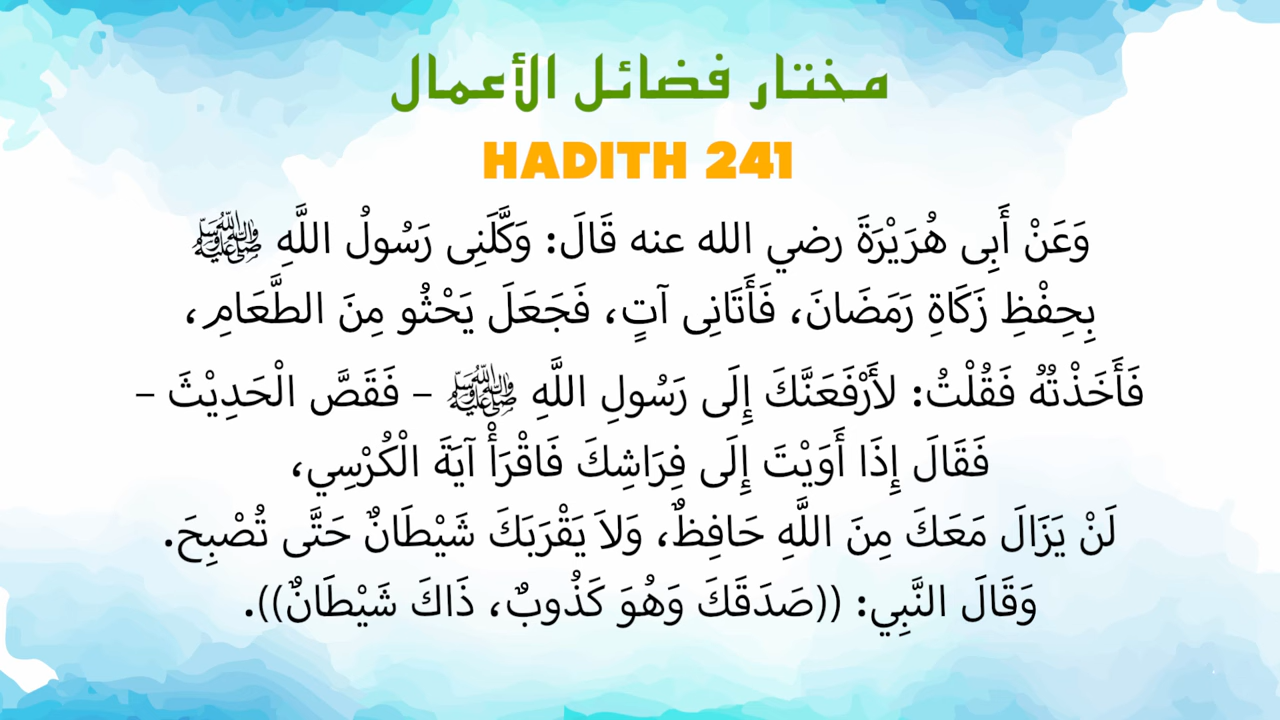 مختار فضائل الأعمال
HADITH 241
وَعَنْ أَبِى هُرَيْرَةَ رضي الله عنه قَالَ: وَكَّلَنِى رَسُولُ اللَّهِ ﷺ
بِحِفْظِ زَكَاةِ رَمَضَانَ، فَأَتَانِى آتٍ، فَجَعَلَ يَحْثُو مِنَ الطَّعَامِ،
فَأَخَذْتُهُ فَقُلْتُ: لأَرْفَعَنَّكَ إِلَى رَسُولِ اللَّهِ ﷺ – فَقَصَّ الْحَدِيْثَ –
فَقَالَ إِذَا أَوَيْتَ إِلَى فِرَاشِكَ فَاقْرَأْ آيَةَ الْكُرْسِي،
لَنْ يَزَالَ مَعَكَ مِنَ اللَّهِ حَافِظٌ، وَلاَ يَقْرَبَكَ شَيْطَانٌ حَتَّى تُصْبِحَ.
وَقَالَ النَّبِي: ((صَدَقَكَ وَهُوَ كَذُوبٌ، ذَاكَ شَيْطَانٌ)).